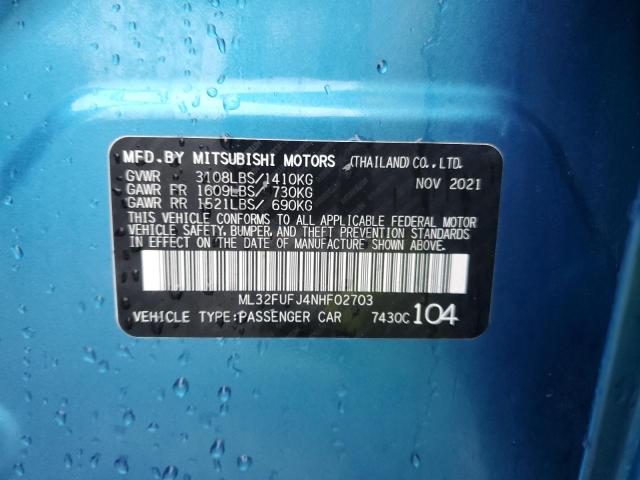 MFD.BY MITSUBISHI MOTORS (THAILAND) CO.,LTD.
GVWR 3108LBS/1410KG NOV 2021
GAWR FR 1609LBS/ 730KG
GAWR RR 1521LBS/ 690KG
THIS VEHICLE CONFORMS TO ALL APPLICABLE FEDERAL MOTOR
VEHICLE SAFETY, BUMPER, AND THEFT PREVENTION STANDARDS
IN EFFECT ON THE DATE OF MANUFACTURE SHOWN ABOVE.
ML32FUFJ4NHF02703
VEHICLE TYPE:PASSENGER CAR 7430C 104